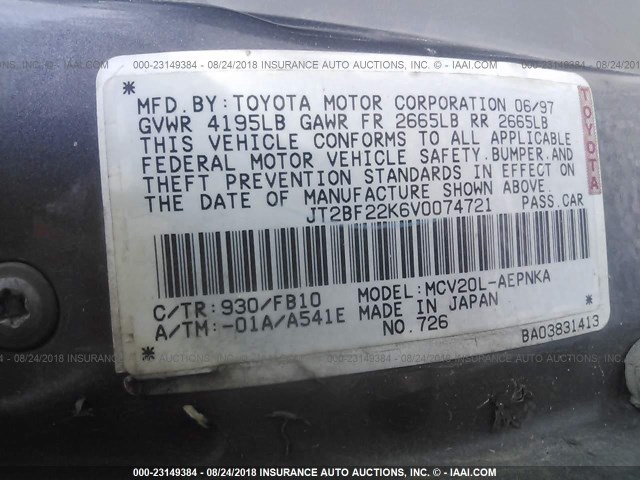 000-23149384 - 08/24/2018 INSURANCE AUTO AUCTIONS, INC. - © - WWW.IAAI.COM
* *
MFD. BY: TOYOTA MOTOR CORPORATION 06/97
GVWR 4195LB GAWR FR 2665LB RR 2665LB
THIS VEHICLE CONFORMS TO ALL APPLICABLE
FEDERAL MOTOR VEHICLE SAFETY, BUMPER, AND
THEFT PREVENTION STANDARDS IN EFFECT ON
THE DATE OF MANUFACTURE SHOWN ABOVE.
JT2BF22K6V0074721 PASS.CAR
TOYOTA
C/TR: 930/FB10 MODEL: MCV20L-AEPNKA
A/TM: -01A/A541E MADE IN JAPAN
NO. 726
* BA03831413 *
000-23149384 - 08/24/2018 INSURANCE AUTO AUCTIONS, INC. - © - WWW.IAAI.COM